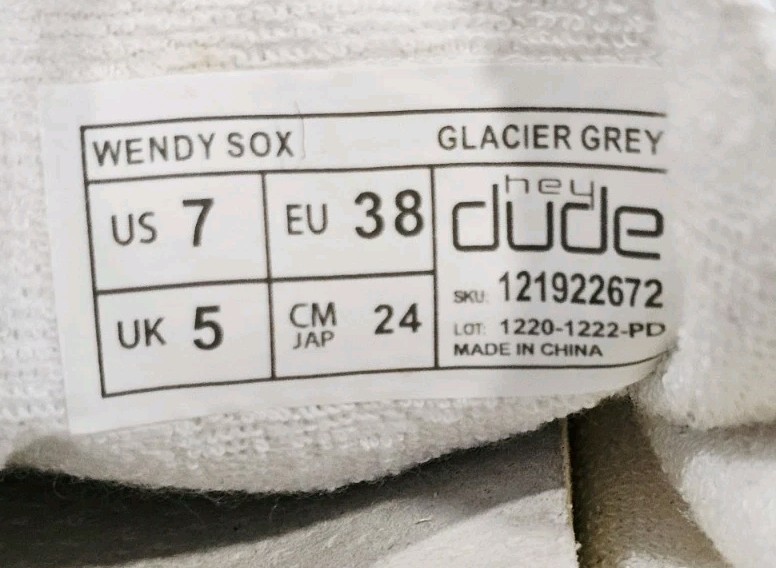 WENDY SOX GLACIER GREY
US 7 EU 38
hey
dude
UK 5 CM
JAP 24
SKU: 121922672
LOT: 1220-1222-PD
MADE IN CHINA